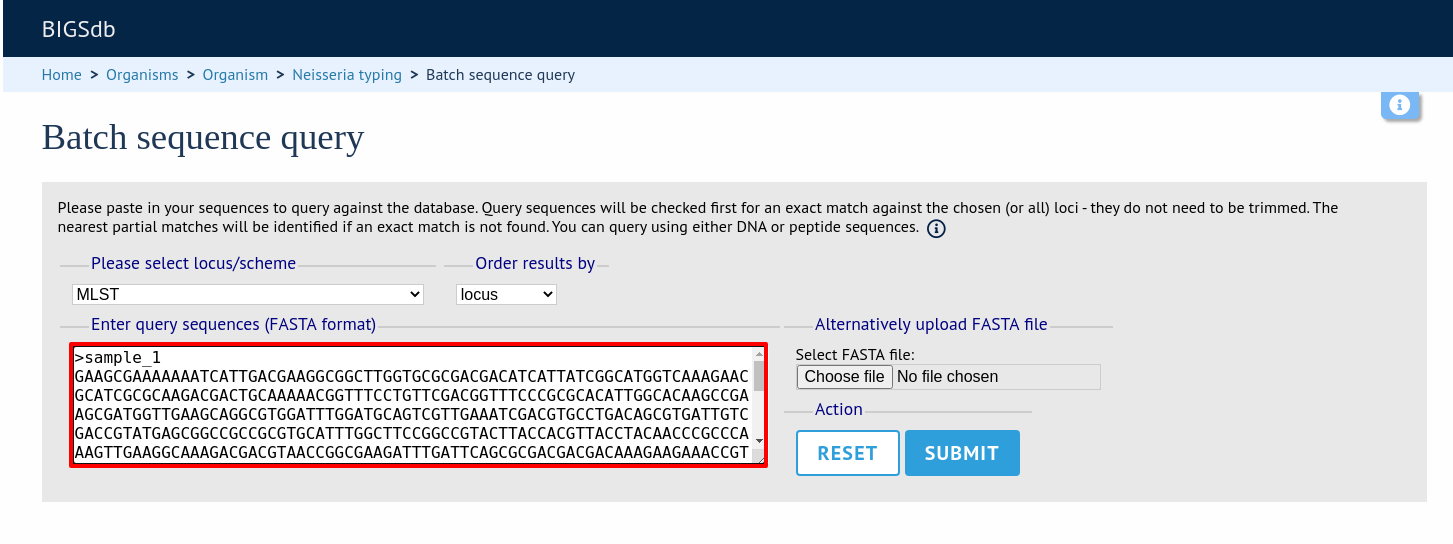 BIGSdb
Home > Organisms > Organism > Neisseria typing > Batch sequence query
Batch sequence query
Please paste in your sequences to query against the database. Query sequences will be checked first for an exact match against the chosen (or all) loci - they do not need to be trimmed. The
nearest partial matches will be identified if an exact match is not found. You can query using either DNA or peptide sequences.
Please select locus/scheme
Order results by
MLST
locus
Enter query sequences (FASTA format)
Alternatively upload FASTA file
>sample_1
GAAGCGAAAAAAATCATTGACGAAGGCGGCTTGGTGCGCGACGACATCATTATCGGCATGGTCAAAGAAC
GCATCGCGCAAGACGACTGCAAAAACGGTTTCCTGTTCGACGGTTTCCCGCGCACATTGGCACAAGCCGA
AGCGATGGTTGAAGCAGGCGTGGATTTGGATGCAGTCGTTGAAATCGACGTGCCTGACAGCGTGATTGTC
GACCGTATGAGCGGCCGCCGCGTGCATTTGGCTTCCGGCCGTACTTACCACGTTACCTACAACCCGCCCA
AAGTTGAAGGCAAAGACGACGTAACCGGCGAAGATTTGATTCAGCGCGACGACGACAAAGAAGAAACCGT
Select FASTA file:
Choose file No file chosen
Action
RESET
SUBMIT